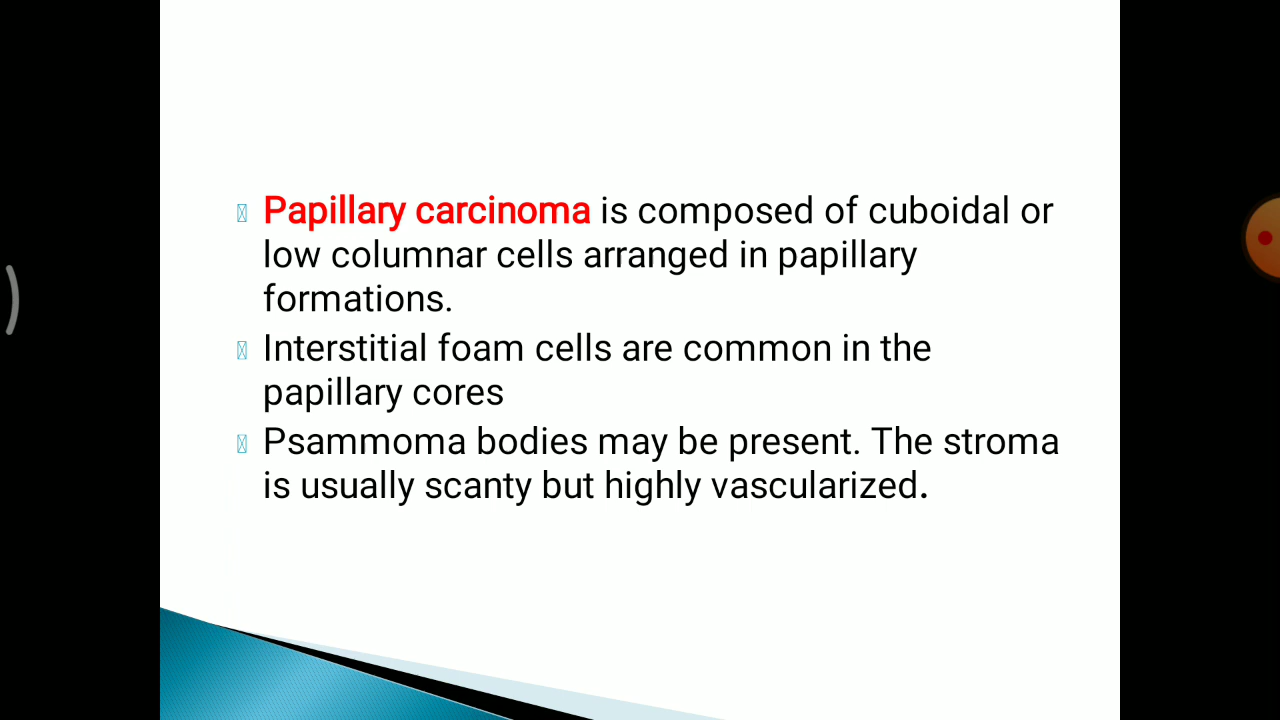 Papillary carcinoma is composed of cuboidal or
low columnar cells arranged in papillary
formations.
Interstitial foam cells are common in the
papillary cores
Psammoma bodies may be present. The stroma
is usually scanty but highly vascularized.